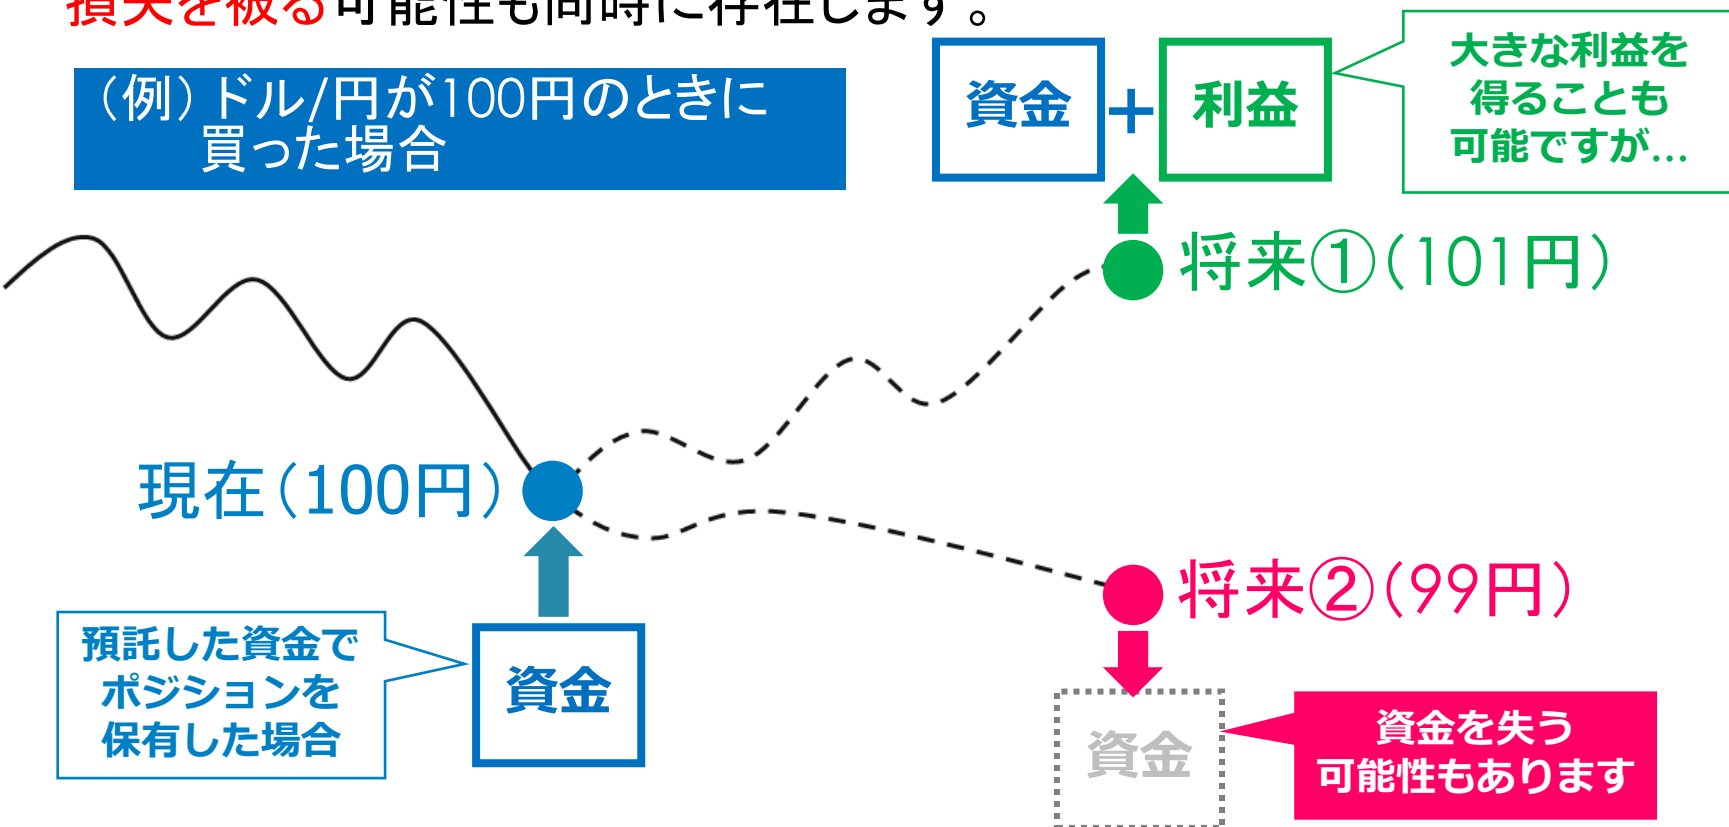 損失を被る可能性も同時に存在します。
（例）ドル/円が100円のときに
買った場合
資金＋利益
大きな利益を
得ることも
可能ですが…
将来①（101円）
現在（100円）
将来②（99円）
預託した資金で
ポジションを
保有した場合
資金
資金
資金を失う
可能性もあります